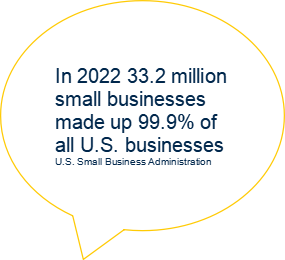 In 2022 33.2 million
small businesses
made up 99.9% of
all U.S. businesses
U.S. Small Business Administration